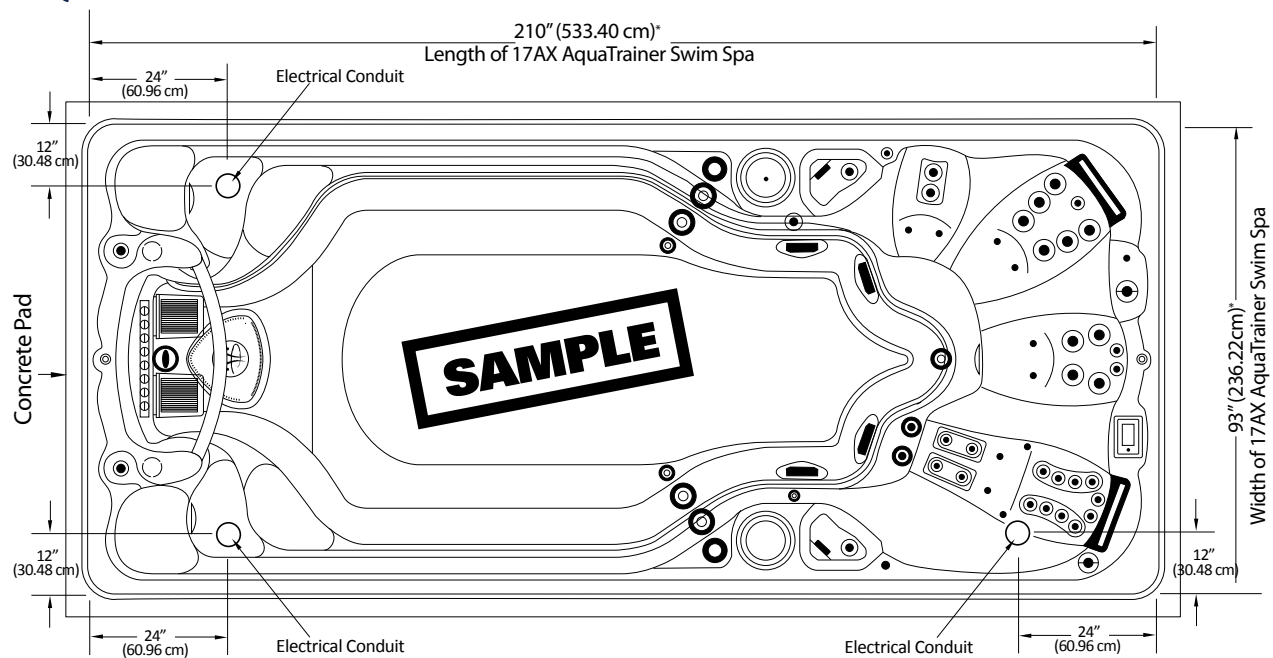 210” (533.40 cm)*
Length of 17AX AquaTrainer Swim Spa
24”
(60.96 cm)
Electrical Conduit
12”
(30.48 cm)
Concrete Pad
SAMPLE
93” (236.22cm)*
Width of 17AX AquaTrainer Swim Spa
12”
(30.48 cm)
12”
(30.48 cm)
24”
(60.96 cm)
Electrical Conduit
Electrical Conduit
24”
(60.96 cm)